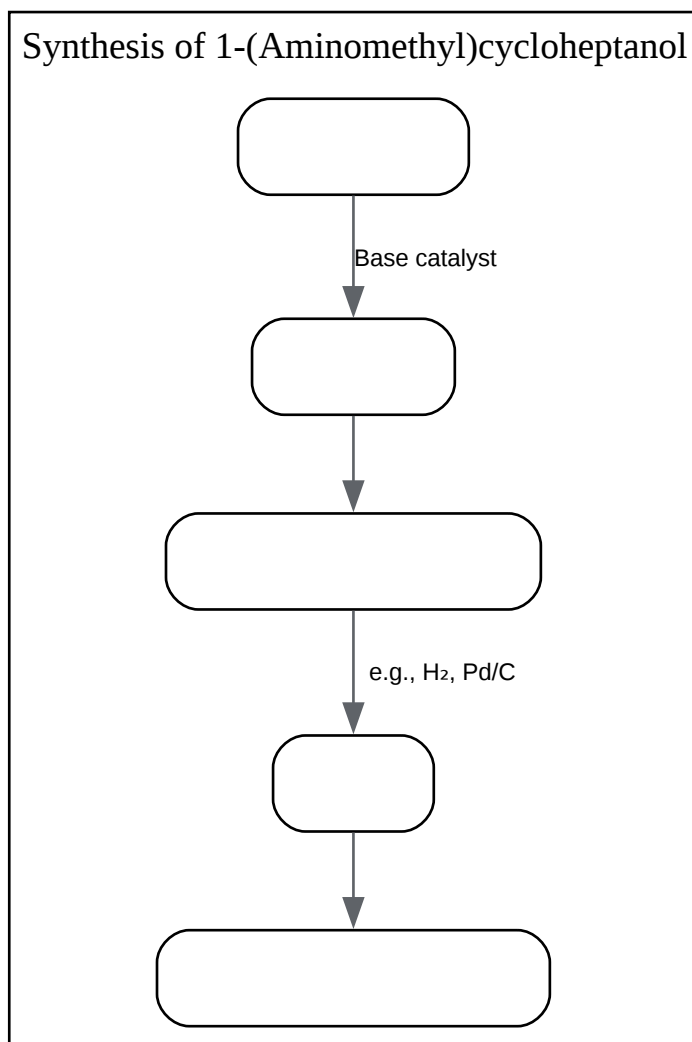 Synthesis of 1-(Aminomethyl)cycloheptanol
Base catalyst
e.g., H₂, Pd/C